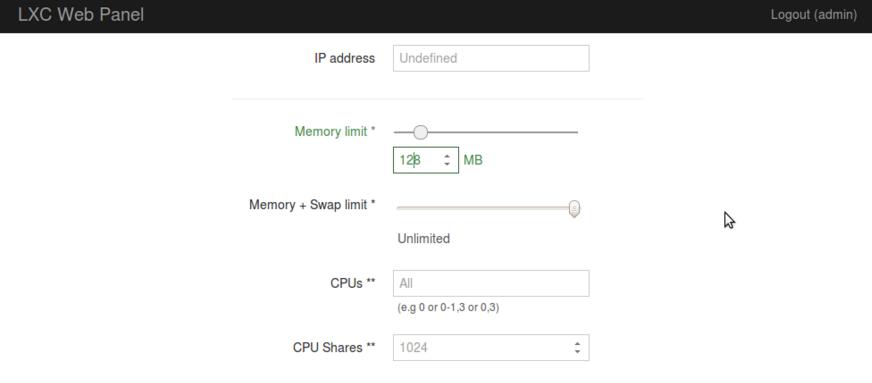 LXC Web Panel Logout (admin)
IP address Undefined
Memory limit *
128 MB
Memory + Swap limit *
Unlimited
CPUs ** All
(e.g 0 or 0-1,3 or 0,3)
CPU Shares ** 1024